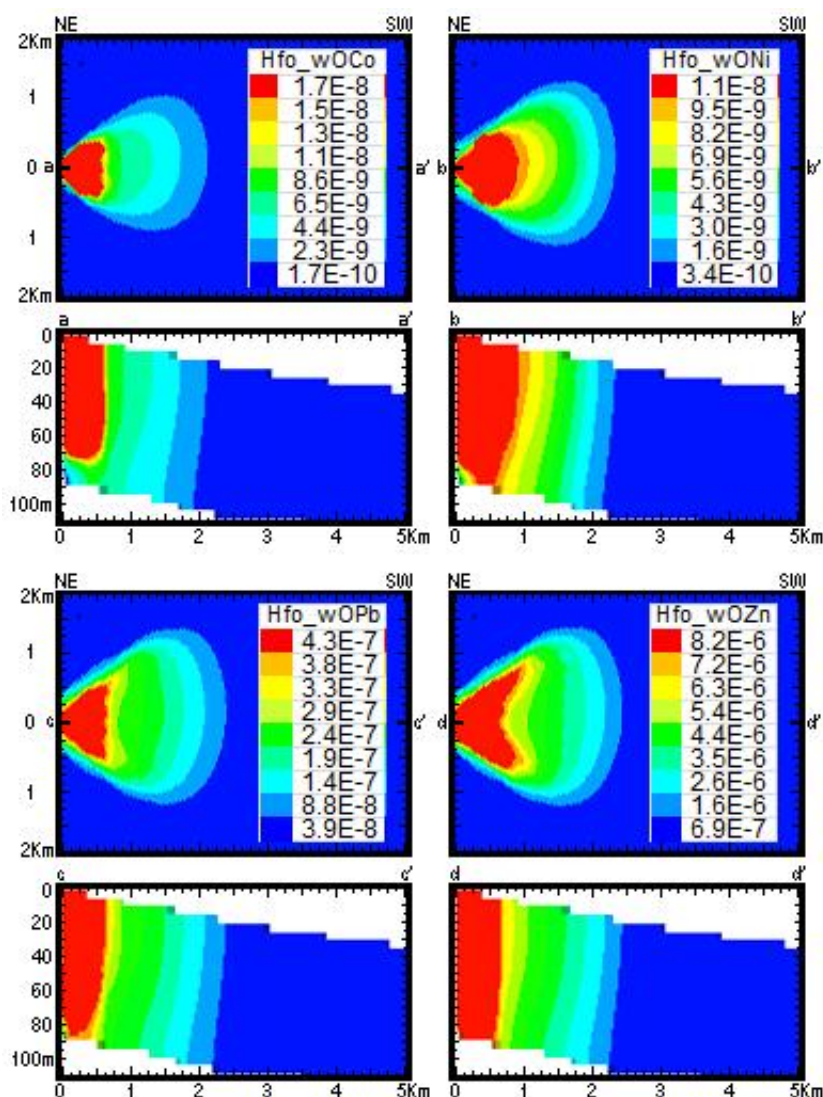 NE SW
2Km
1
0 a a'
1
2Km
Hfo_wOCo
1.7E-8
1.5E-8
1.3E-8
1.1E-8
8.6E-9
6.5E-9
4.4E-9
2.3E-9
1.7E-10
NE SW
b b'
Hfo_wONi
1.1E-8
9.5E-9
8.2E-9
6.9E-9
5.6E-9
4.3E-9
3.0E-9
1.6E-9
3.4E-10
a a'
0
20
40
60
80
100m
0 1 2 3 4 5Km
b b'
0 1 2 3 4 5Km
NE SW
2Km
1
0 c c'
1
2Km
Hfo_wOPb
4.3E-7
3.8E-7
3.3E-7
2.9E-7
2.4E-7
1.9E-7
1.4E-7
8.8E-8
3.9E-8
NE SW
d d'
Hfo_wOZn
8.2E-6
7.2E-6
6.3E-6
5.4E-6
4.4E-6
3.5E-6
2.6E-6
1.6E-6
6.9E-7
c c'
0
20
40
60
80
100m
0 1 2 3 4 5Km
d d'
0 1 2 3 4 5Km